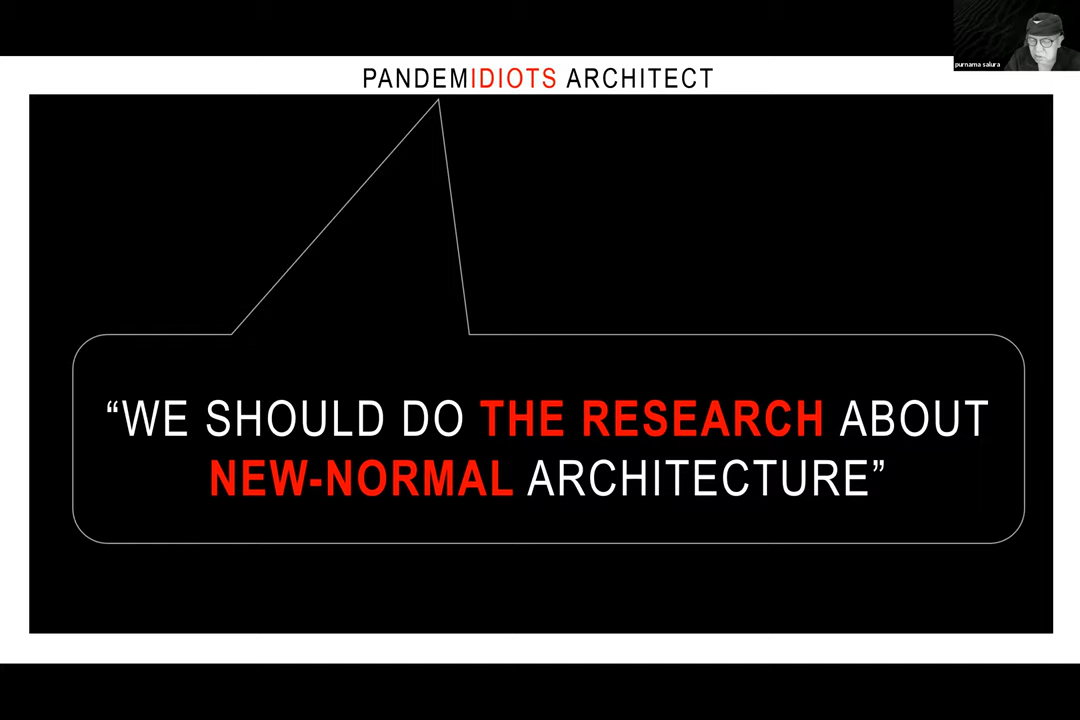 purnama salura
PANDEMIDIOTS ARCHITECT
“WE SHOULD DO THE RESEARCH ABOUT
NEW-NORMAL ARCHITECTURE”